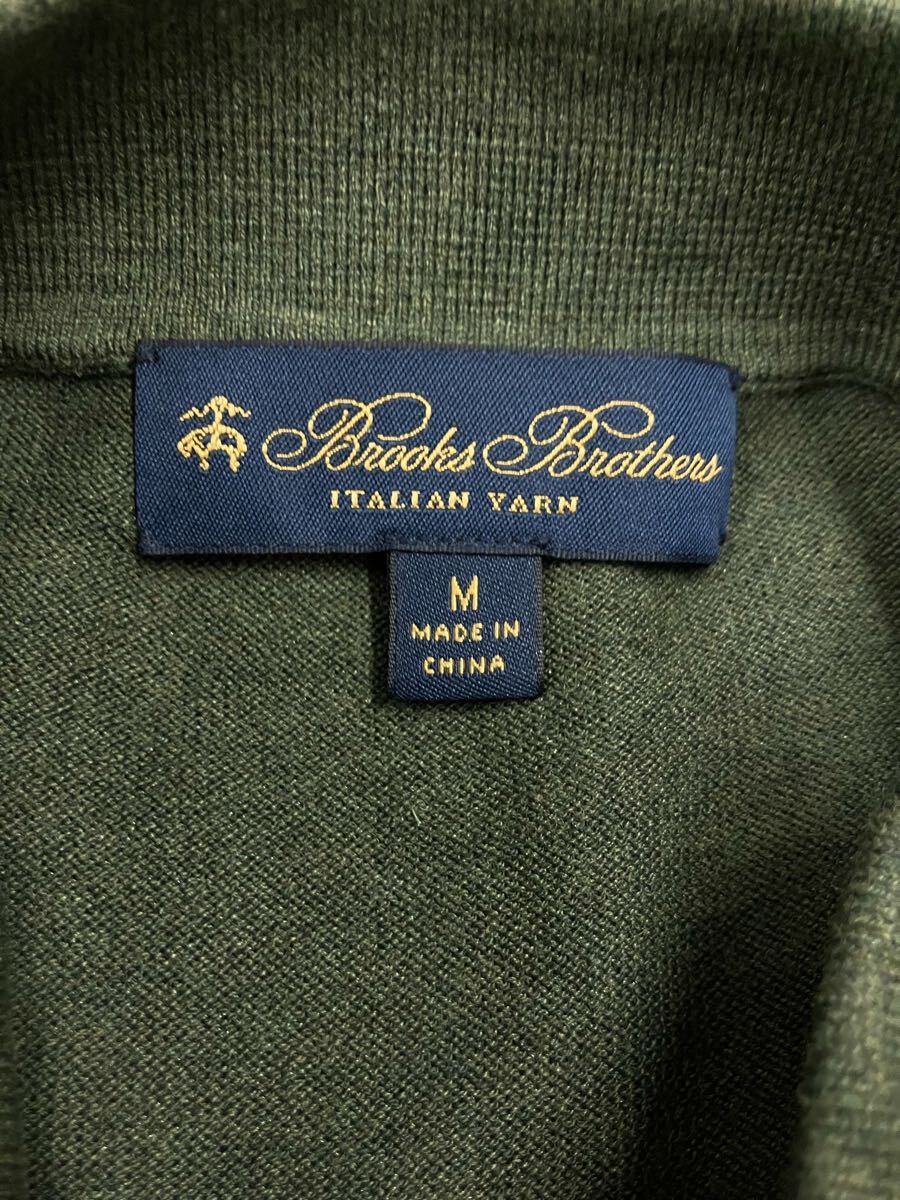 Brooks Brothers
ITALIAN YARN
M
MADE IN
CHINA